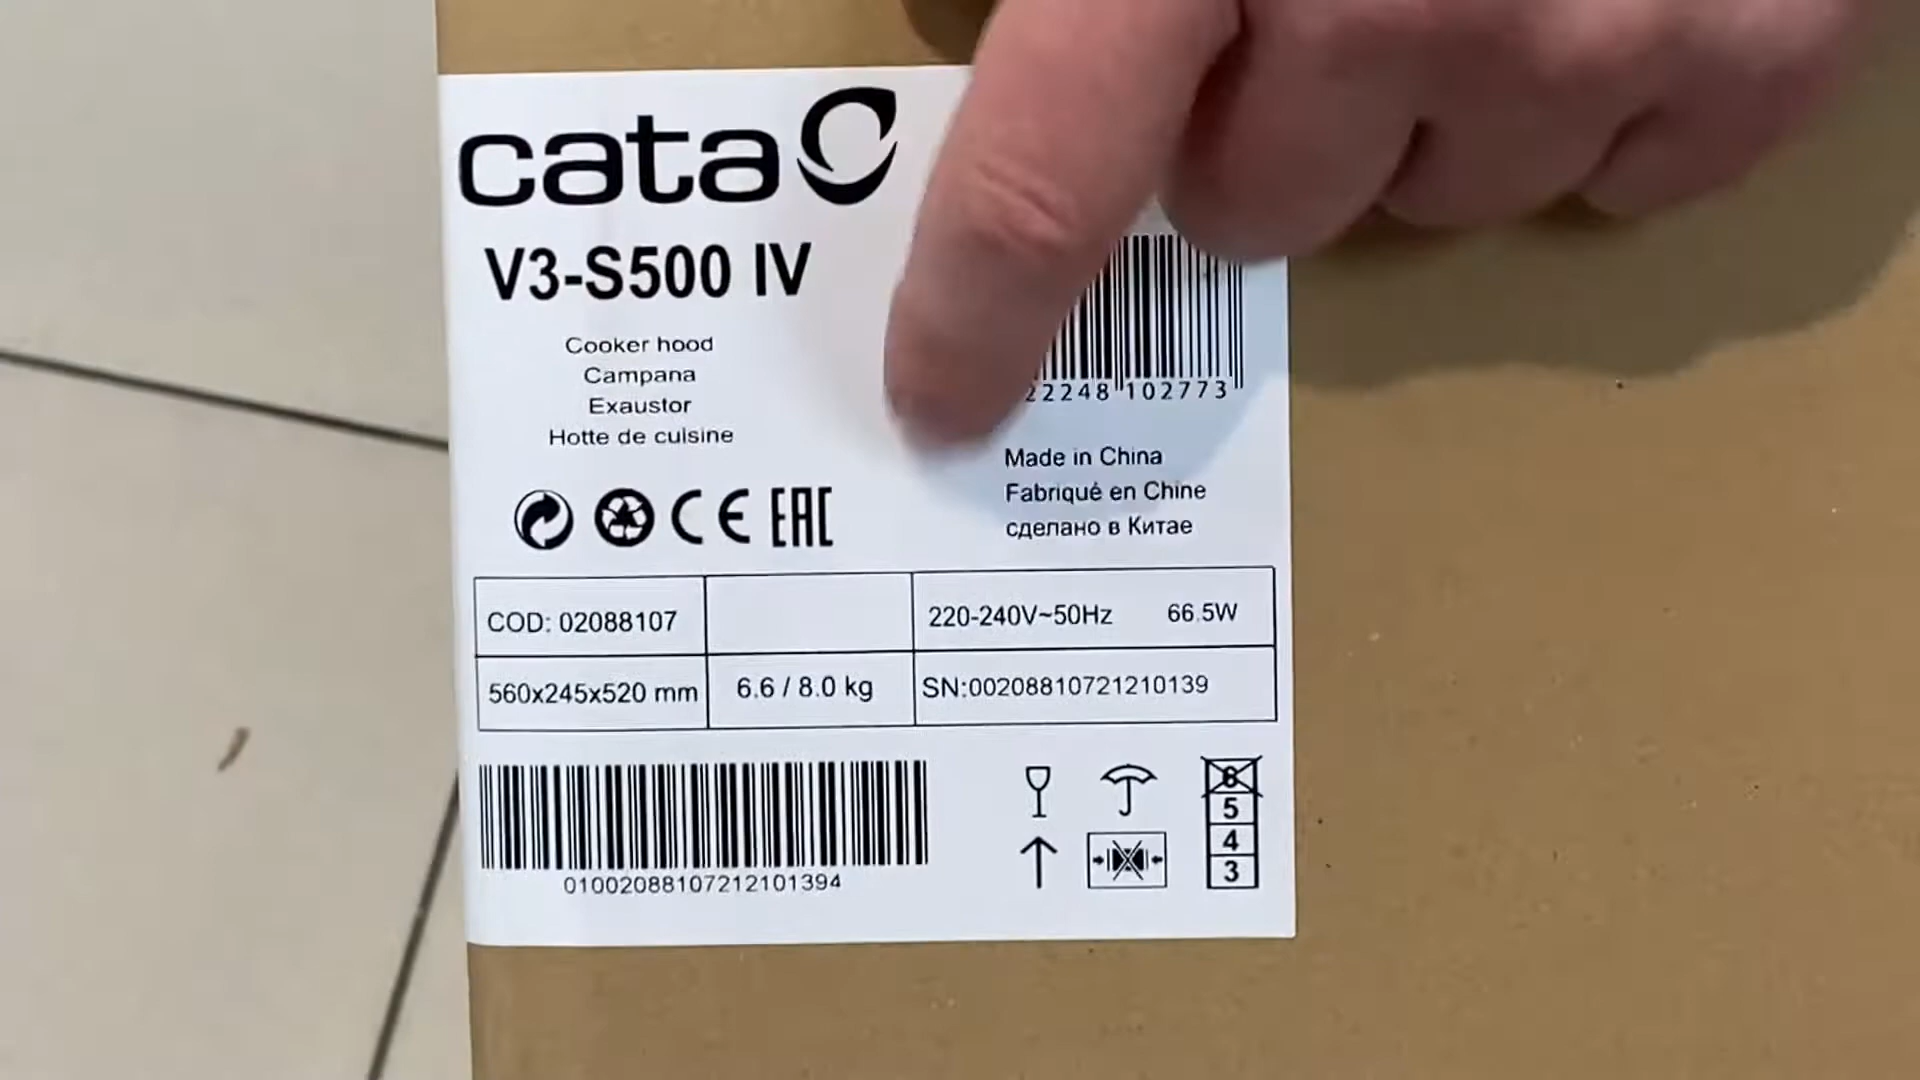 cata
V3-S500 IV
Cooker hood
Campana
Exaustor
Hotte de cuisine
22248 102773
Made in China
Fabriqué en Chine
сделано в Китае
CE EAC
COD: 02088107
220-240V~50Hz 66.5W
560x245x520 mm
6.6 / 8.0 kg
SN:00208810721210139
01002088107212101394
6
5
4
3